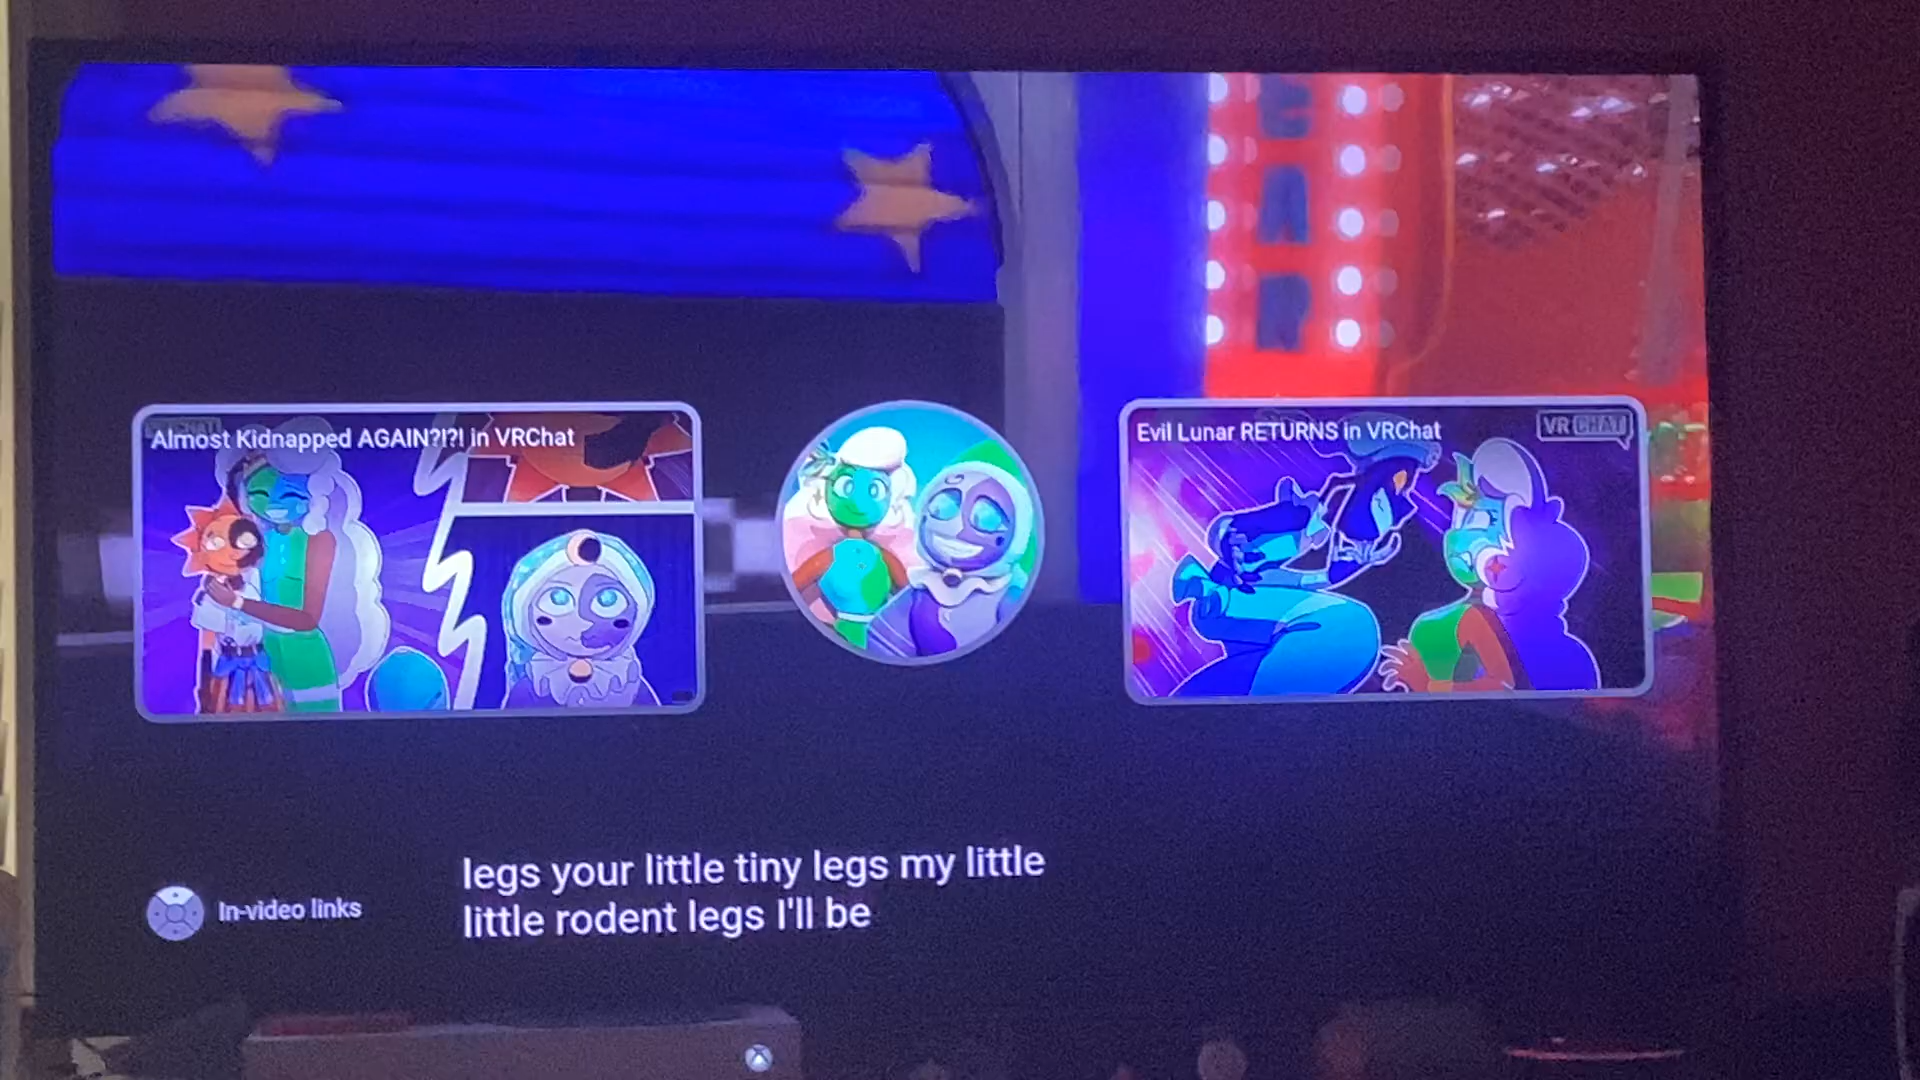 Almost Kidnapped AGAIN?!?! in VRChat
Evil Lunar RETURNS in VRChat
VR CHAT
In-video links
legs your little tiny legs my little
little rodent legs I'll be